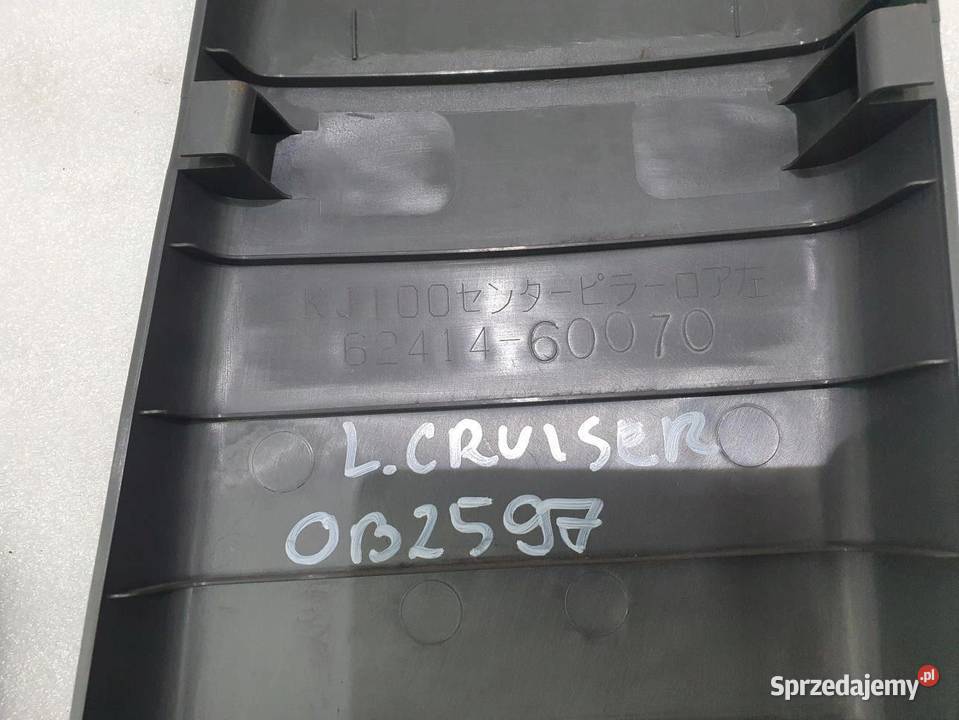 KJ100センターピラーロア左
62414-60070
L.CRUISER
OB2597
Sprzedajemy.pl